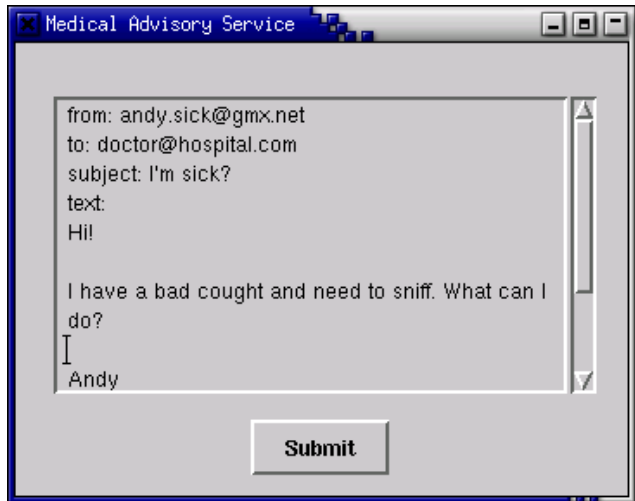 Medical Advisory Service
from: andy.sick@gmx.net
to: doctor@hospital.com
subject: I'm sick?
text:
Hi!
I have a bad cought and need to sniff. What can I
do?
Andy
Submit